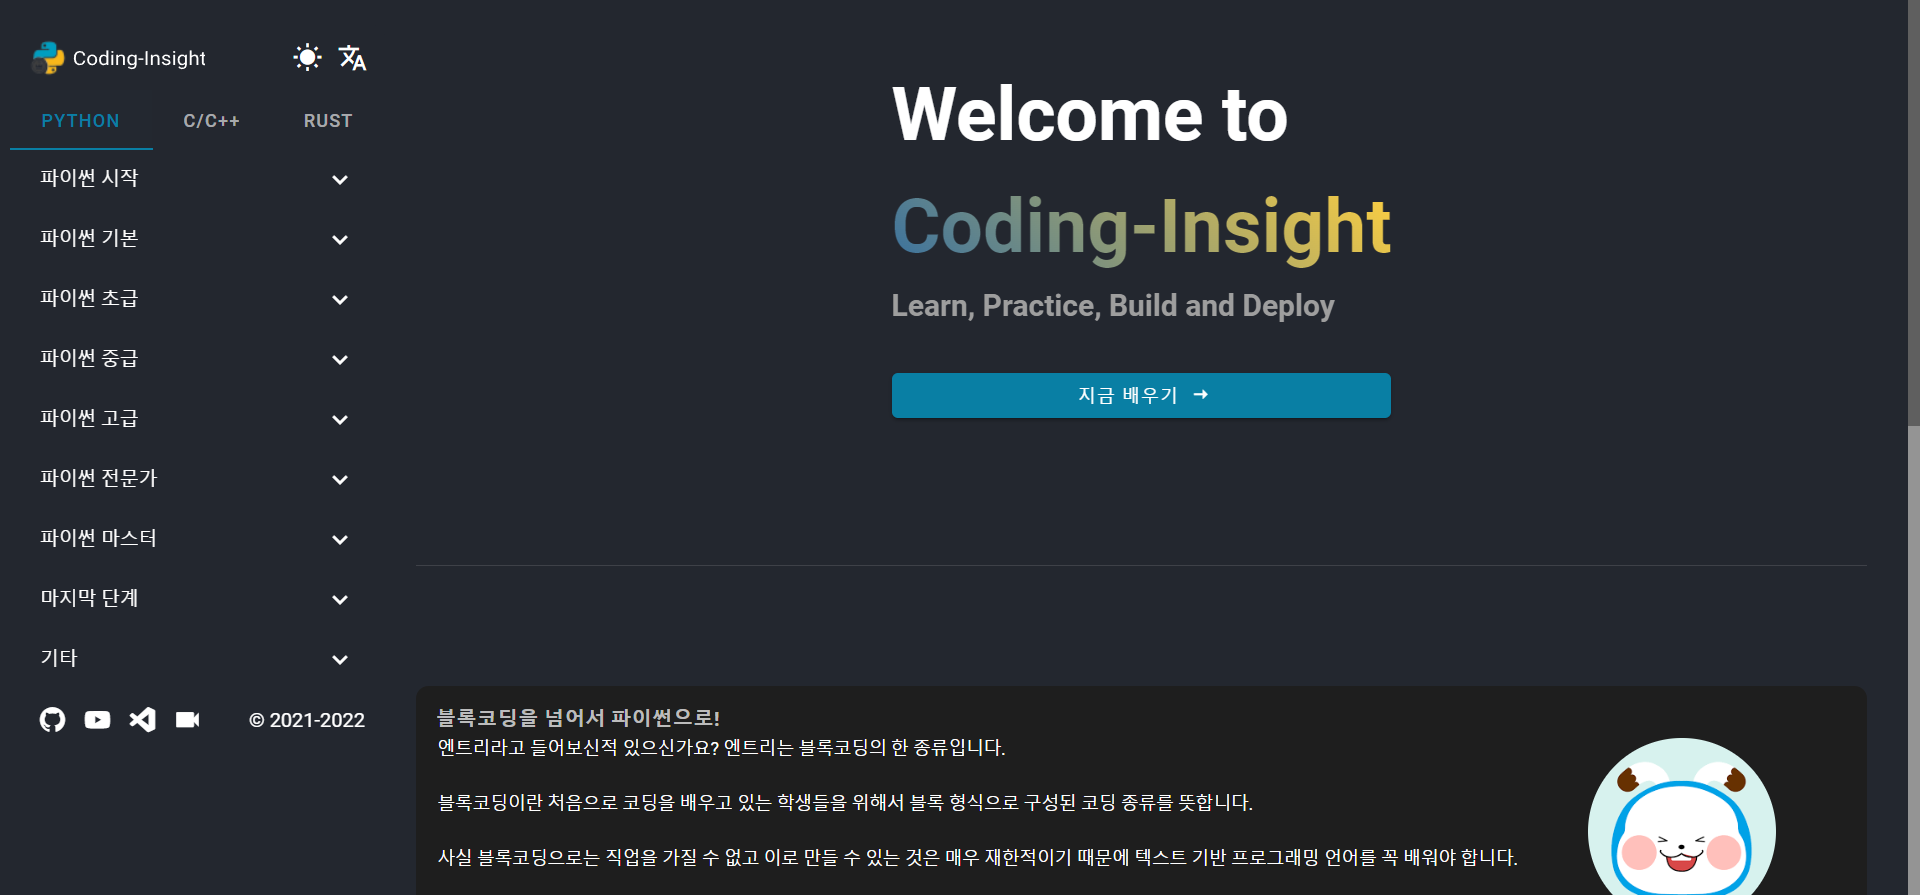 Coding-Insight
PYTHON
C/C++
RUST
파이썬 시작
파이썬 기본
파이썬 초급
파이썬 중급
파이썬 고급
파이썬 전문가
파이썬 마스터
마지막 단계
기타
© 2021-2022
Welcome to
Coding-Insight
Learn, Practice, Build and Deploy
지금 배우기 →
블록코딩을 넘어서 파이썬으로!
엔트리라고 들어보신적 있으신가요? 엔트리는 블록코딩의 한 종류입니다.
블록코딩이란 처음으로 코딩을 배우고 있는 학생들을 위해서 블록 형식으로 구성된 코딩 종류를 뜻합니다.
사실 블록코딩으로는 직업을 가질 수 없고 이로 만들 수 있는 것은 매우 재한적이기 때문에 텍스트 기반 프로그래밍 언어를 꼭 배워야 합니다.